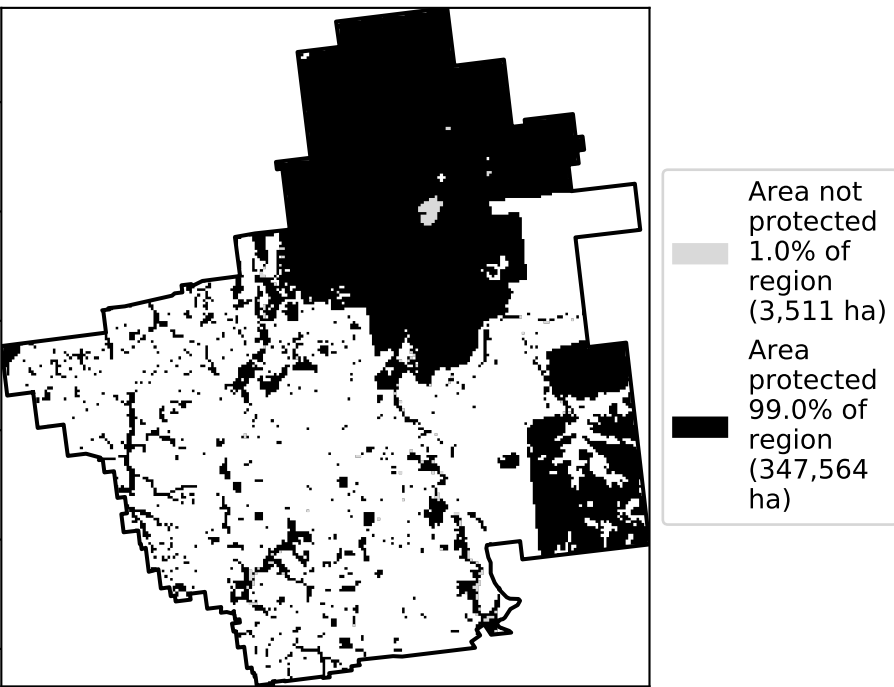 Area not
protected
1.0% of
region
(3,511 ha)
Area
protected
99.0% of
region
(347,564
ha)